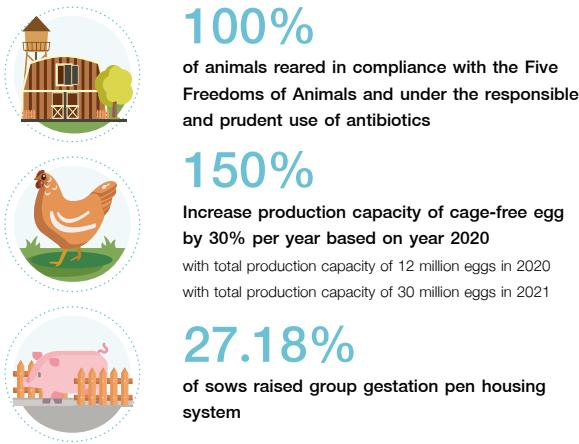 100%
of animals reared in compliance with the Five
Freedoms of Animals and under the responsible
and prudent use of antibiotics
150%
Increase production capacity of cage-free egg
by 30% per year based on year 2020
with total production capacity of 12 million eggs in 2020
with total production capacity of 30 million eggs in 2021
27.18%
of sows raised group gestation pen housing
system